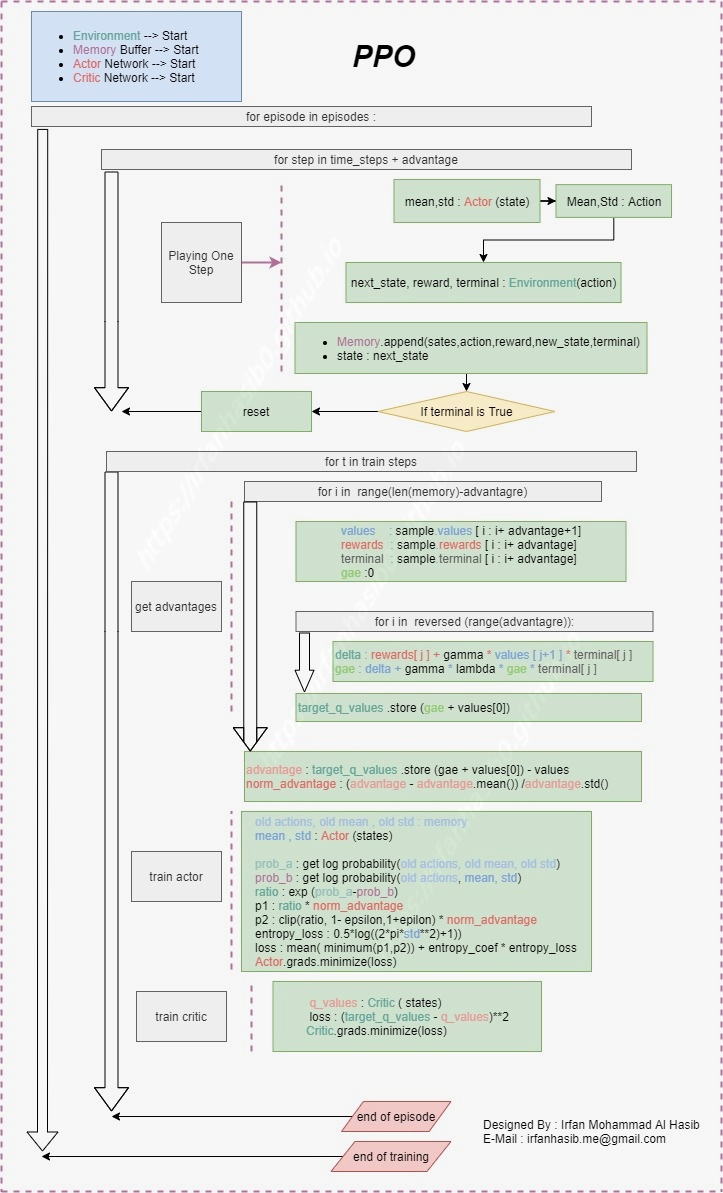 Environment --> Start
Memory Buffer --> Start
Actor Network --> Start
Critic Network --> Start
PPO
for episode in episodes :
for step in time_steps + advantage
mean,std : Actor (state)
Mean,Std : Action
Playing One
Step
next_state, reward, terminal : Environment(action)
Memory.append(sates,action,reward,new_state,terminal)
state : next_state
If terminal is True
reset
for t in train steps
for i in range(len(memory)-advantagre)
values : sample.values [ i : i+ advantage+1]
rewards : sample.rewards [ i : i+ advantage]
terminal : sample.terminal [ i : i+ advantage]
gae :0
get advantages
for i in reversed (range(advantagre)):
delta : rewards[ j ] + gamma * values [ j+1 ] * terminal[ j ]
gae : delta + gamma * lambda * gae * terminal[ j ]
target_q_values .store (gae + values[0])
advantage : target_q_values .store (gae + values[0]) - values
norm_advantage : (advantage - advantage.mean()) /advantage.std()
train actor
old actions, old mean , old std : memory
mean , std : Actor (states)
prob_a : get log probability(old actions, old mean, old std)
prob_b : get log probability(old actions, mean, std)
ratio : exp (prob_a-prob_b)
p1 : ratio * norm_advantage
p2 : clip(ratio, 1- epsilon,1+epilon) * norm_advantage
entropy_loss : 0.5*log((2*pi*std**2)+1))
loss : mean( minimum(p1,p2)) + entropy_coef * entropy_loss
Actor.grads.minimize(loss)
train critic
q_values : Critic ( states)
loss : (target_q_values - q_values)**2
Critic.grads.minimize(loss)
end of episode
end of training
Designed By : Irfan Mohammad Al Hasib
E-Mail : irfanhasib.me@gmail.com
https://irfanhasib0.github.io